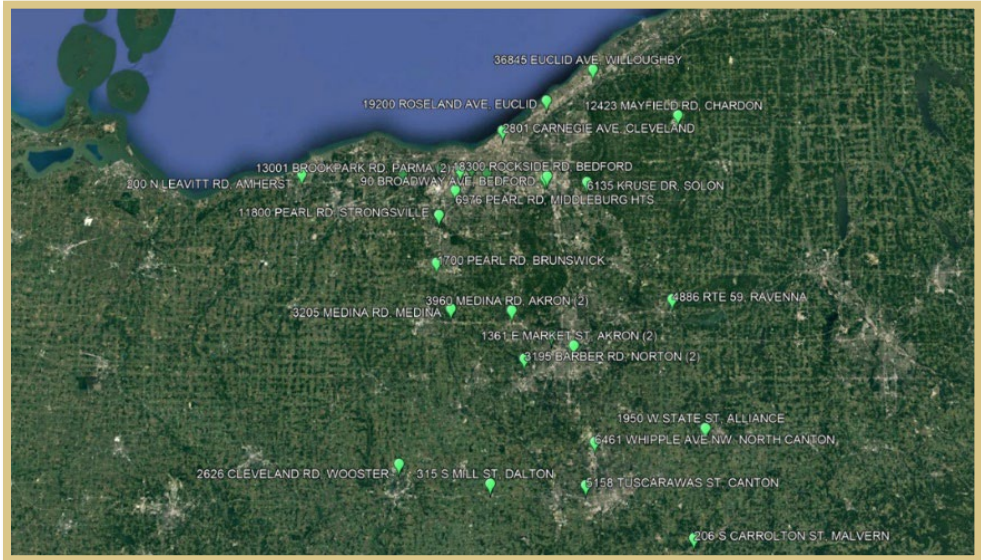 36845 EUCLID AVE, WILLOUGHBY
19200 ROSELAND AVE, EUCLID
12423 MAYFIELD RD, CHARDON
2801 CARNEGIE AVE, CLEVELAND
13001 BROOKPARK RD, PARMA (2)
18300 ROCKSIDE RD, BEDFORD
200 N LEAVITT RD, AMHERST
90 BROADWAY AVE, BEDFORD
6135 KRUSE DR, SOLON
6976 PEARL RD, MIDDLEBURG HTS
11800 PEARL RD, STRONGSVILLE
1700 PEARL RD, BRUNSWICK
3960 MEDINA RD, AKRON (2)
4886 RTE 59, RAVENNA
3205 MEDINA RD, MEDINA
1361 E MARKET ST, AKRON (2)
3195 BARBER RD, NORTON (2)
1950 W STATE ST, ALLIANCE
6461 WHIPPLE AVE NW, NORTH CANTON
2626 CLEVELAND RD, WOOSTER
315 S MILL ST, DALTON
5158 TUSCARAWAS ST, CANTON
206 S CARROLTON ST, MALVERN